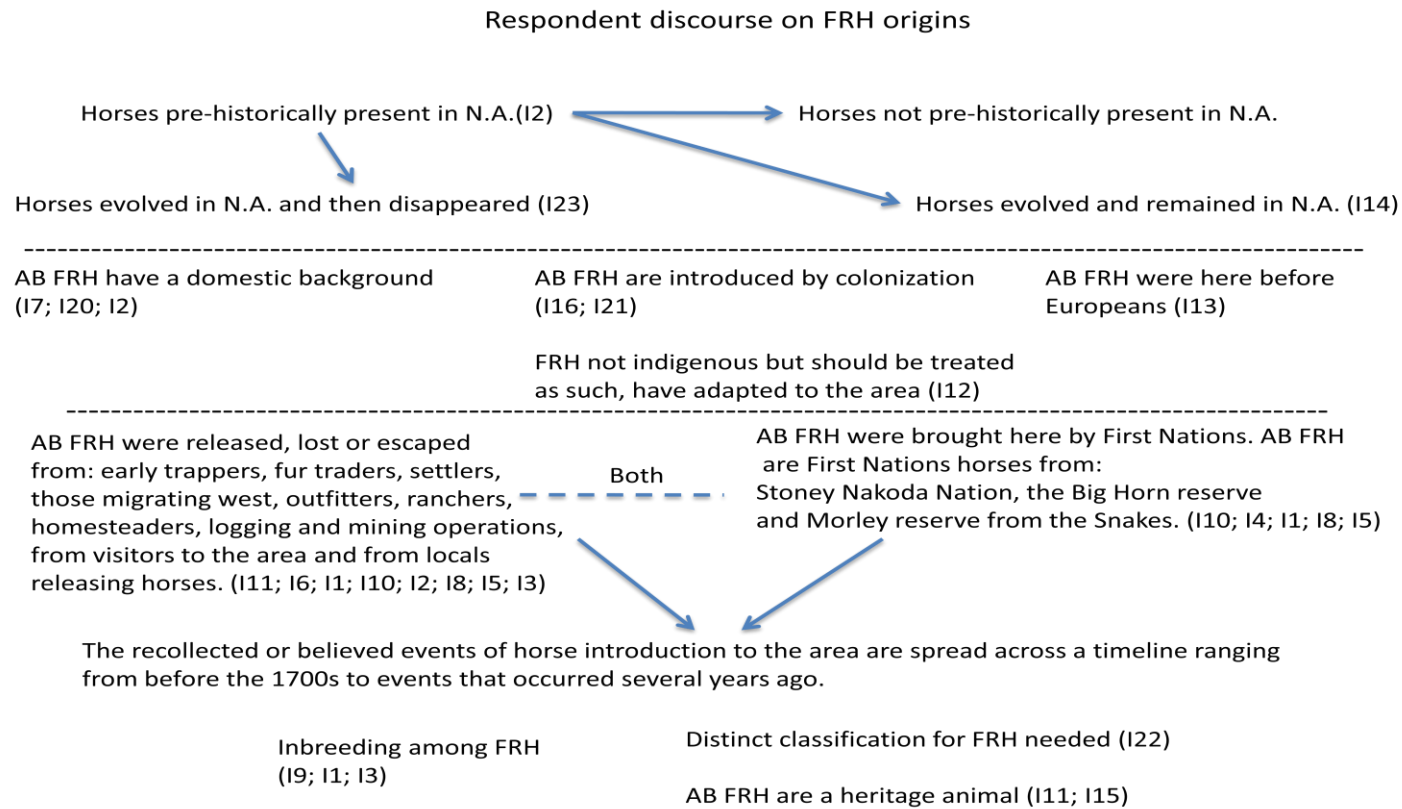 Respondent discourse on FRH origins
Horses pre-historically present in N.A.(I2)
Horses not pre-historically present in N.A.
Horses evolved in N.A. and then disappeared (I23)
Horses evolved and remained in N.A. (I14)
AB FRH have a domestic background
(I7; I20; I2)
AB FRH are introduced by colonization
(I16; I21)
AB FRH were here before
Europeans (I13)
FRH not indigenous but should be treated
as such, have adapted to the area (I12)
AB FRH were released, lost or escaped
from: early trappers, fur traders, settlers,
those migrating west, outfitters, ranchers,
homesteaders, logging and mining operations,
from visitors to the area and from locals
releasing horses. (I11; I6; I1; I10; I2; I8; I5; I3)
Both
AB FRH were brought here by First Nations. AB FRH
are First Nations horses from:
Stoney Nakoda Nation, the Big Horn reserve
and Morley reserve from the Snakes. (I10; I4; I1; I8; I5)
The recollected or believed events of horse introduction to the area are spread across a timeline ranging
from before the 1700s to events that occurred several years ago.
Inbreeding among FRH
(I9; I1; I3)
Distinct classification for FRH needed (I22)
AB FRH are a heritage animal (I11; I15)